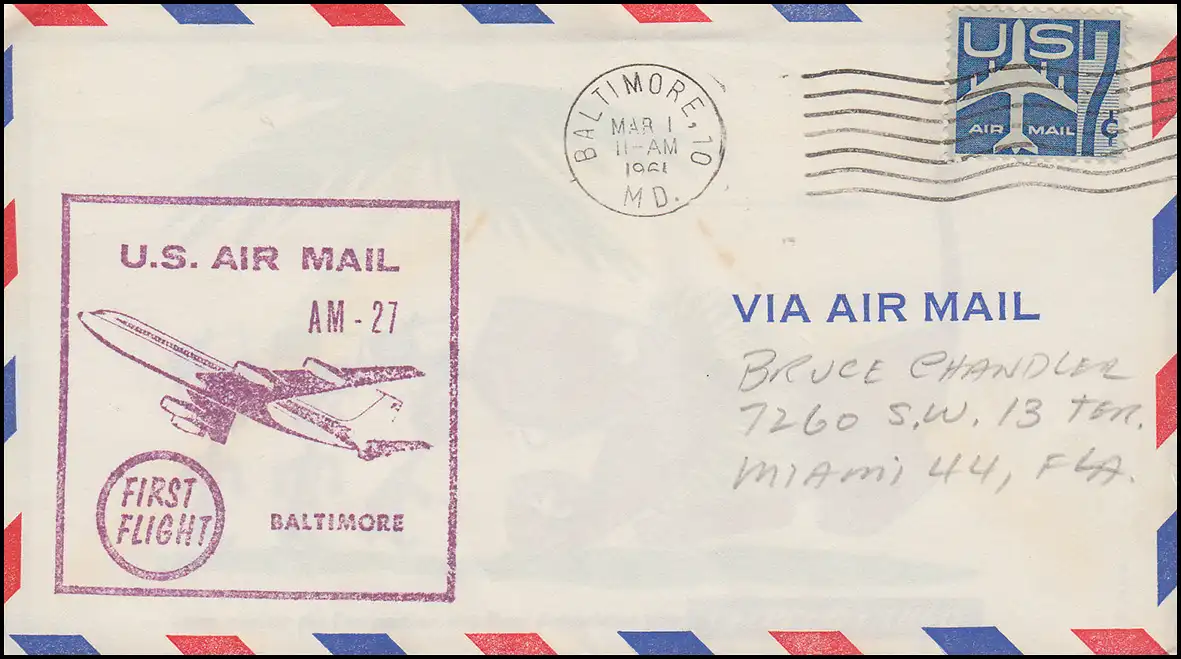 BALTIMORE, 10
MAR 1
11-AM
1961
MD.
US 7¢
AIR MAIL
U.S. AIR MAIL
AM-27
FIRST
FLIGHT
BALTIMORE
VIA AIR MAIL
BRUCE CHANDLER
7260 S.W. 13 TER.
MIAMI 44, FLA.